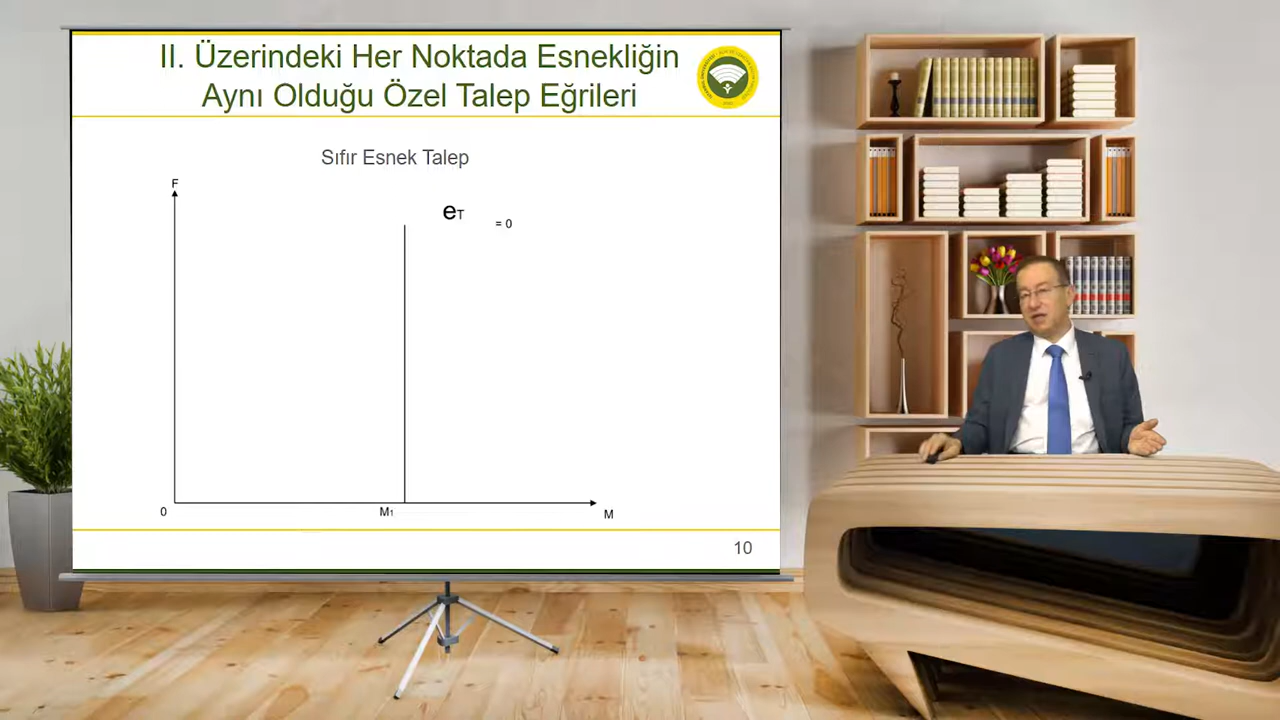 II. Üzerindeki Her Noktada Esnekliğin
Aynı Olduğu Özel Talep Eğrileri
Sıfır Esnek Talep
F
eT
= 0
0
M1
M
10